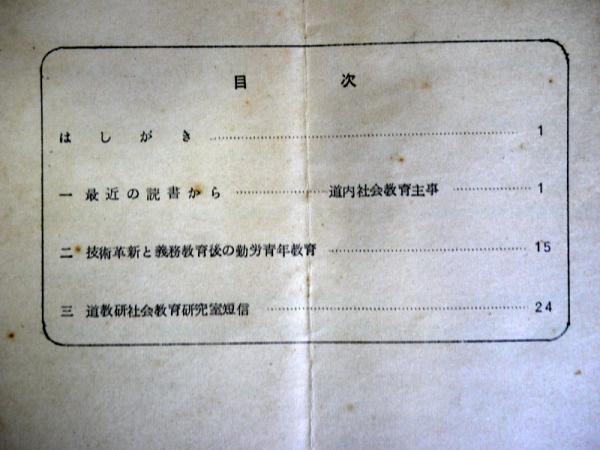 目次
はしがき……………………………………1
一 最近の読書から…………道内社会教育主事…………1
二 技術革新と義務教育後の勤労青年教育……………………15
三 道教研社会教育研究室短信……………………………24